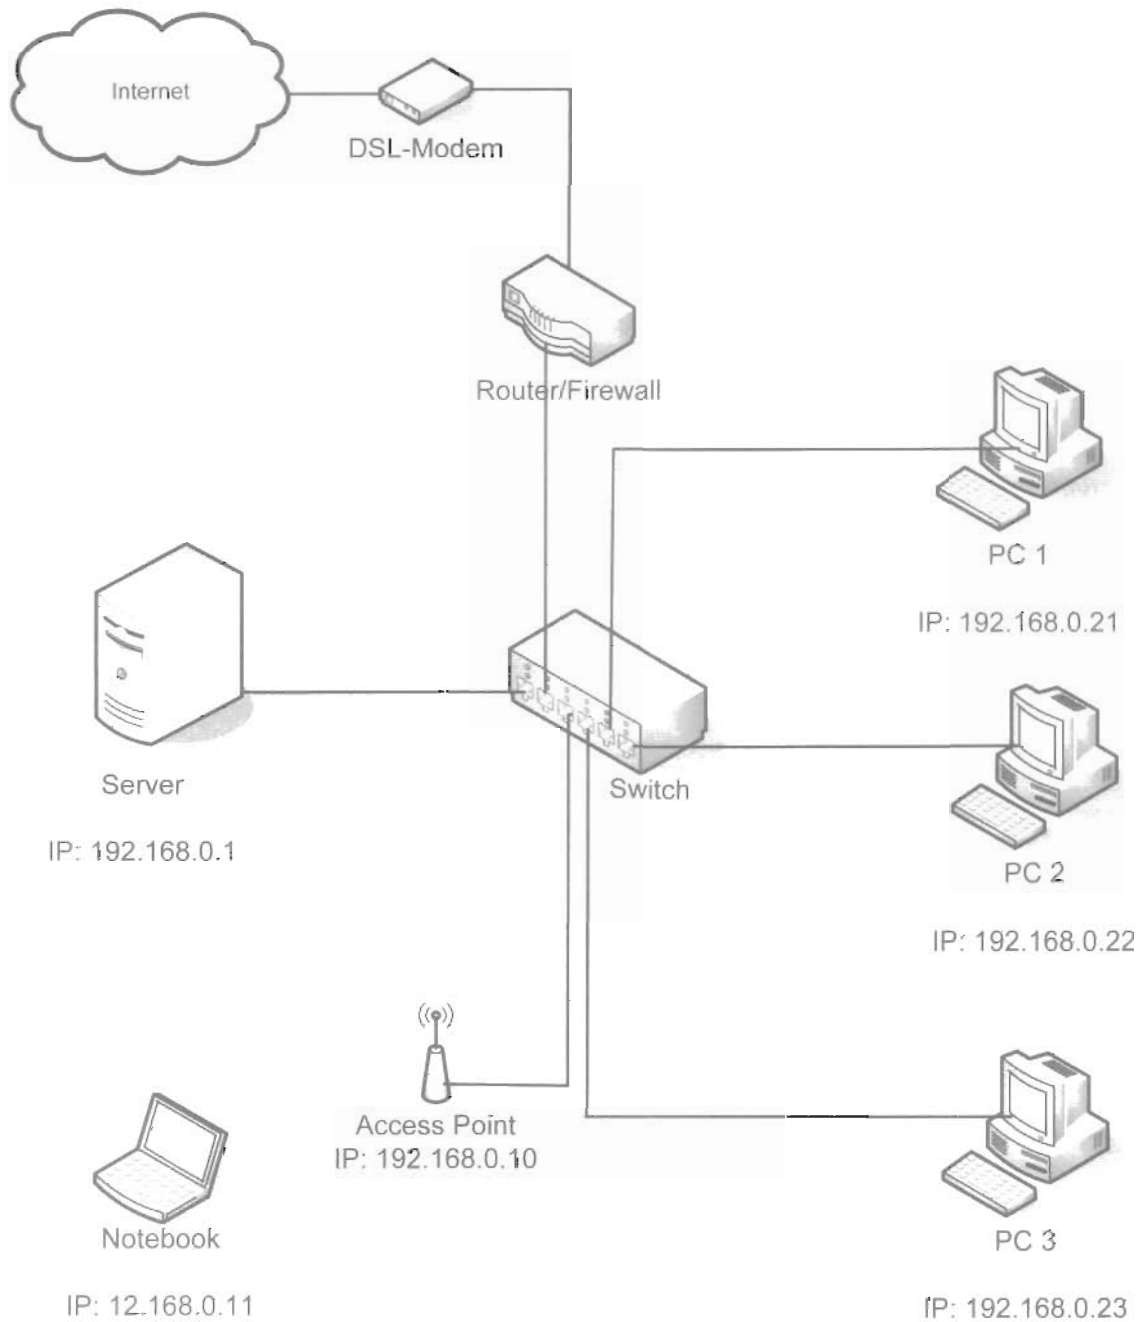 Internet
DSL-Modem
Router/Firewall
PC 1
IP: 192.168.0.21
Server
IP: 192.168.0.1
Switch
PC 2
IP: 192.168.0.22
Access Point
IP: 192.168.0.10
Notebook
IP: 12.168.0.11
PC 3
IP: 192.168.0.23